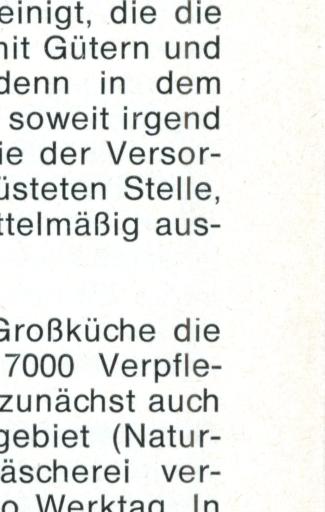 einigt, die die
mit Gütern und
denn in dem
soweit irgend
ie der Versor-
üsteten Stelle,
ttelmäßig aus-
Großküche die
7000 Verpfle-
zunächst auch
gebiet (Natur-
äscherei ver-
o Werktag. In